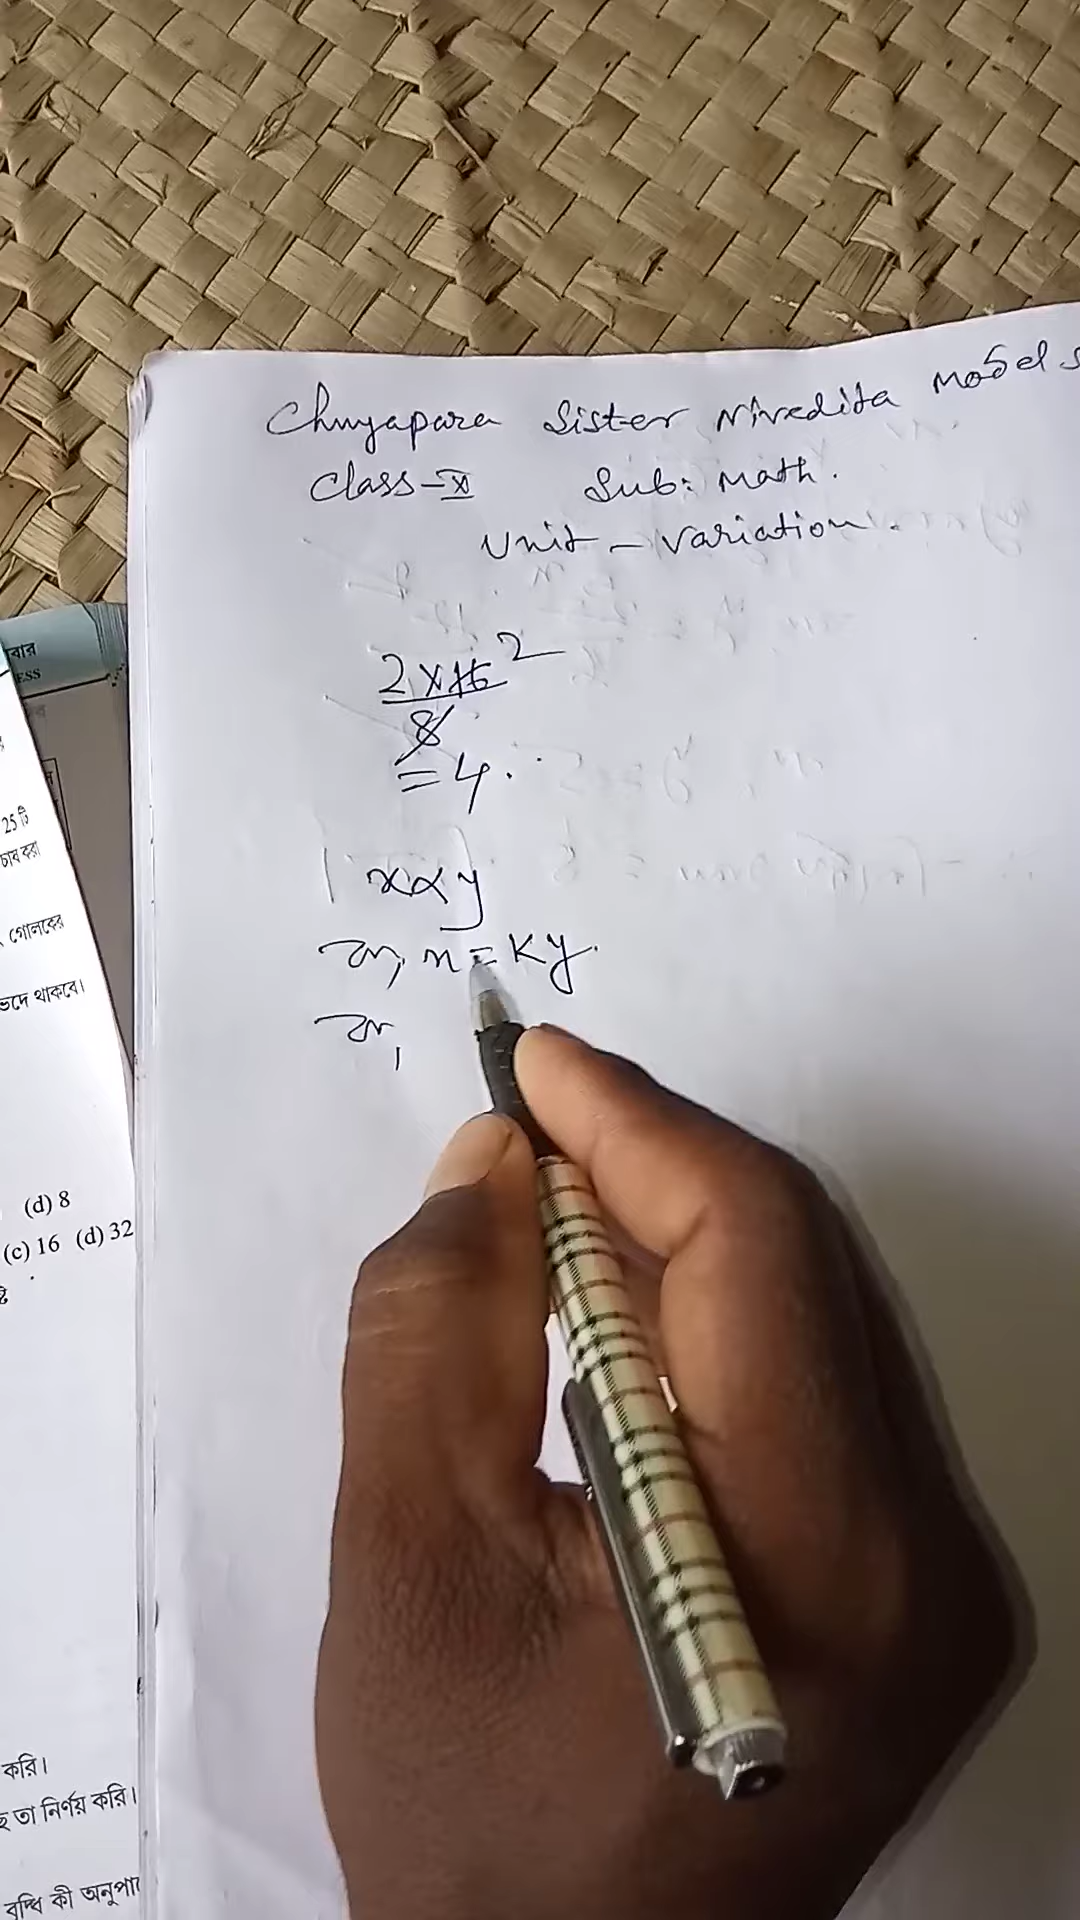 Chuyapara Sister Nivedita Model S
Class-X Sub: Math.
Unit - Variation.
2 x 16 2
8
= 4.
x∝y
বা, x = Ky.
বা,
বার
ESS
25 টি
গোলকের
ভেদে থাকবে।
(d) 8
(c) 16 (d) 32
করি।
তা নির্ণয় করি।
বৃদ্ধি কী অনুপা